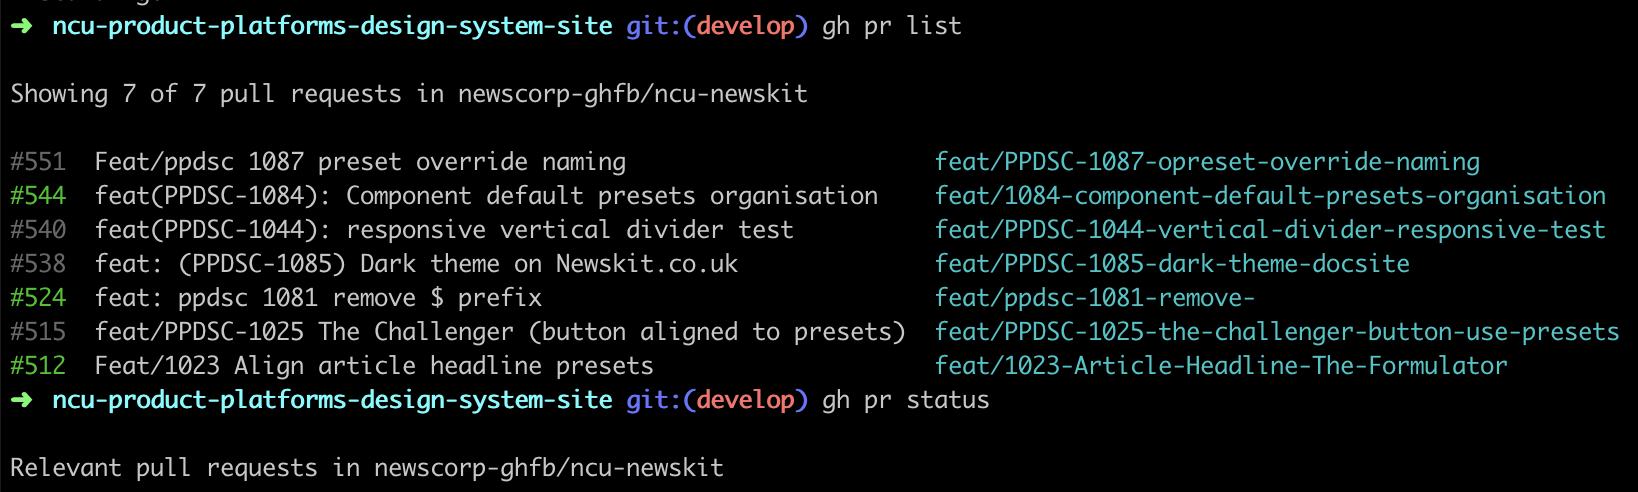 ➜ ncu-product-platforms-design-system-site git:(develop) gh pr list
Showing 7 of 7 pull requests in newscorp-ghfb/ncu-newskit
#551 Feat/ppdsc 1087 preset override naming feat/PPDSC-1087-opreset-override-naming
#544 feat(PPDSC-1084): Component default presets organisation feat/1084-component-default-presets-organisation
#540 feat(PPDSC-1044): responsive vertical divider test feat/PPDSC-1044-vertical-divider-responsive-test
#538 feat: (PPDSC-1085) Dark theme on Newskit.co.uk feat/PPDSC-1085-dark-theme-docsite
#524 feat: ppdsc 1081 remove $ prefix feat/ppdsc-1081-remove-
#515 feat/PPDSC-1025 The Challenger (button aligned to presets) feat/PPDSC-1025-the-challenger-button-use-presets
#512 Feat/1023 Align article headline presets feat/1023-Article-Headline-The-Formulator
➜ ncu-product-platforms-design-system-site git:(develop) gh pr status
Relevant pull requests in newscorp-ghfb/ncu-newskit